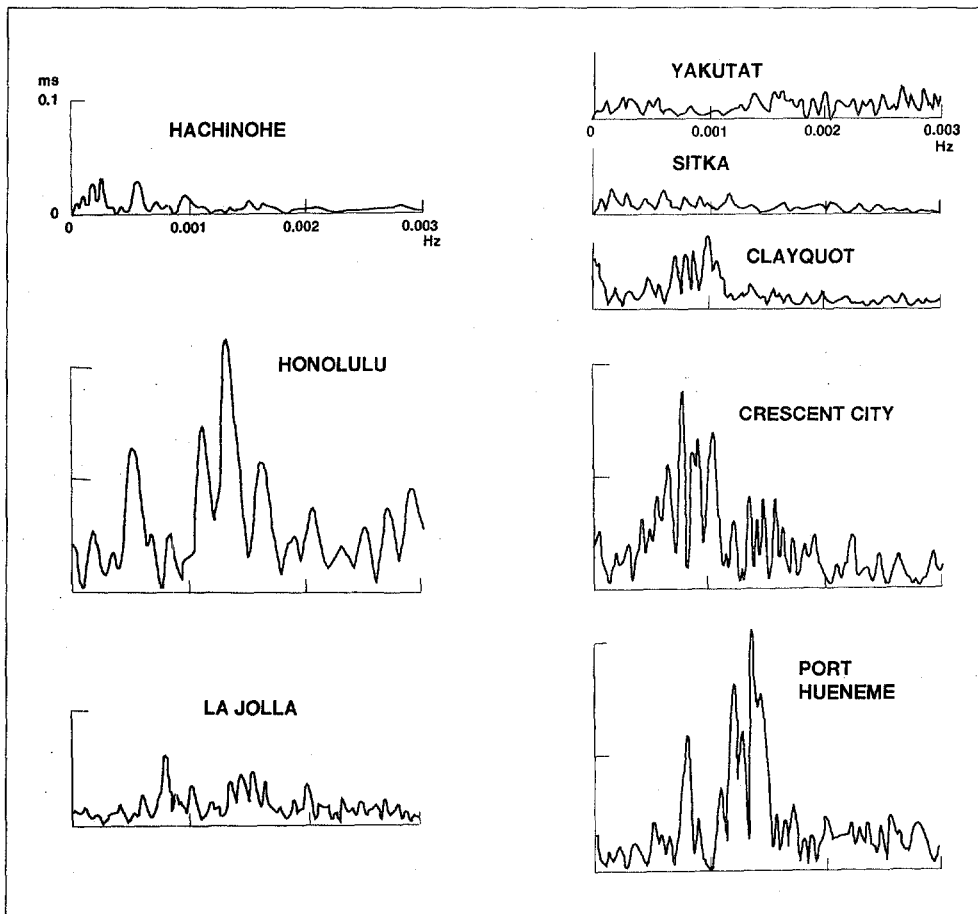 ms
0.1
HACHINOHE
0
0 0.001 0.002 0.003
Hz
HONOLULU
LA JOLLA
YAKUTAT
0 0.001 0.002 0.003
Hz
SITKA
CLAYQUOT
CRESCENT CITY
PORT
HUENEME